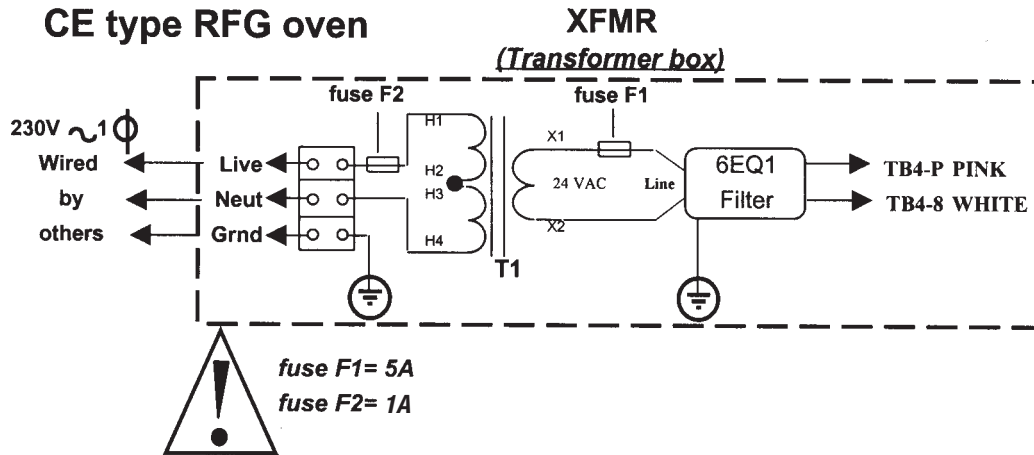 CE type RFG oven
XFMR
(Transformer box)
fuse F2
fuse F1
230V 1
Wired
by
others
Live
Neut
Grnd
H1
H2
H3
H4
T1
X1
24 VAC
X2
Line
6EQ1
Filter
TB4-P PINK
TB4-8 WHITE
!
fuse F1= 5A
fuse F2= 1A